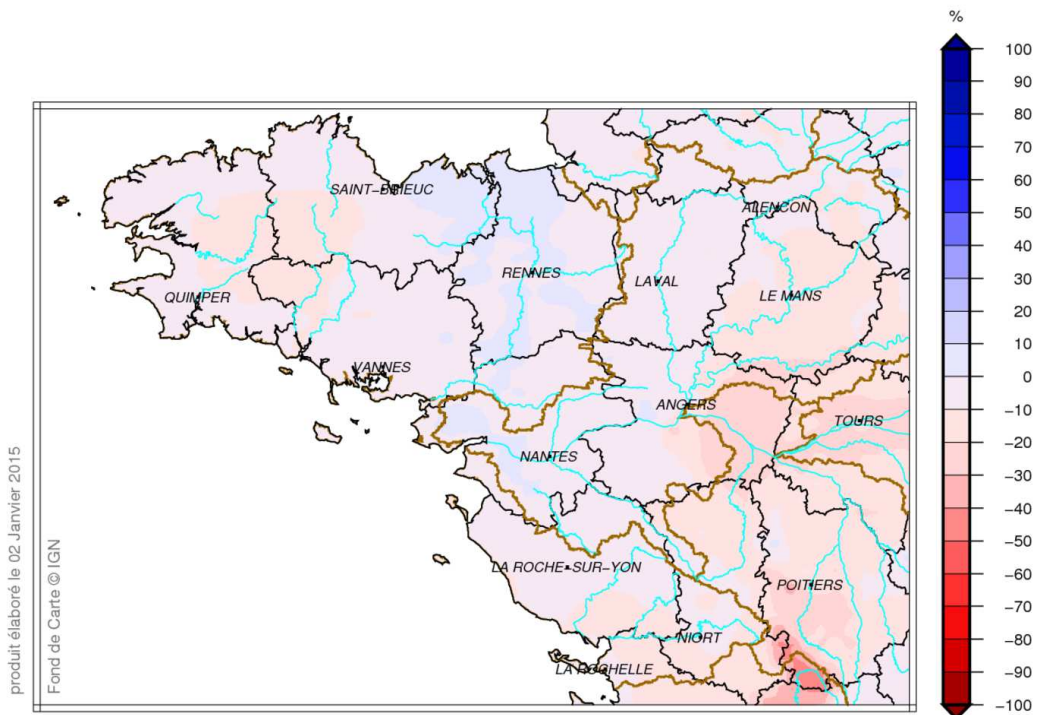 %
100
90
80
70
60
50
40
30
20
10
0
−10
−20
−30
−40
−50
−60
−70
−80
−90
−100
SAINT−BRIEUC
ALENCON
RENNES
LAVAL
QUIMPER
LE MANS
VANNES
ANGERS
TOURS
NANTES
LA ROCHE−SUR−YON
POITIERS
NIORT
LA ROCHELLE
produit élaboré le 02 Janvier 2015
Fond de Carte © IGN